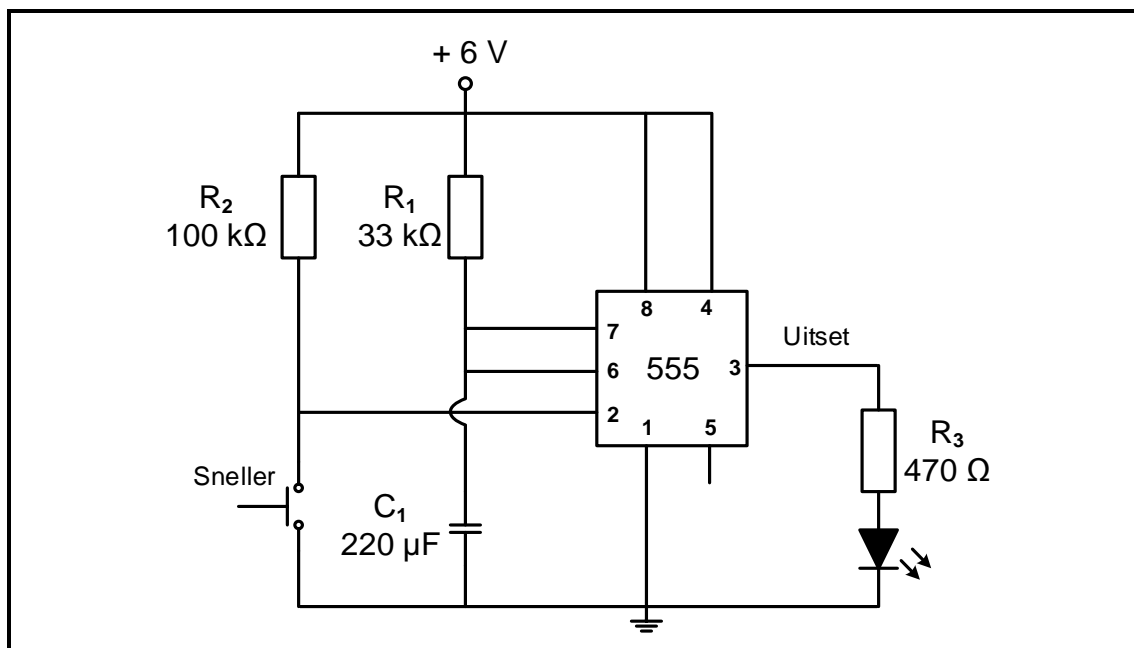 + 6 V
R₂
100 kΩ
R₁
33 kΩ
8
4
7
6
555
3
2
1
5
Uitset
R₃
470 Ω
Sneller
C₁
220 µF